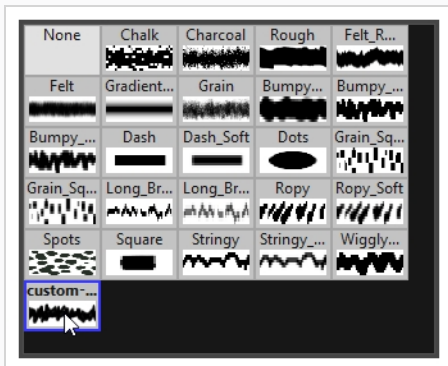 None Chalk Charcoal Rough Felt_R...
Felt Gradient... Grain Bumpy... Bumpy_...
Bumpy_... Dash Dash_Soft Dots Grain_Sq...
Grain_Sq... Long_Br... Long_Br... Ropy Ropy_Soft
Spots Square Stringy Stringy_... Wiggly...
custom-...